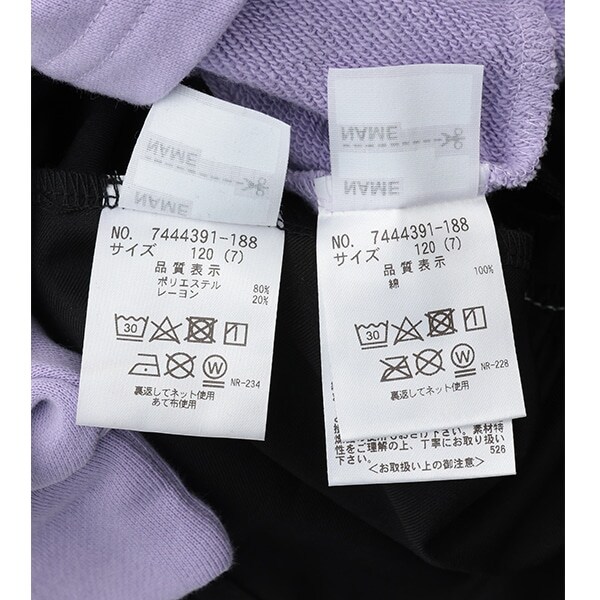 NAME
NAME
NO. 7444391-188
サイズ 120 (7)
品質表示
ポリエステル 80%
レーヨン 20%
30
NR-234
裏返してネット使用
あて布使用
NAME
NAME
NO. 7444391-188
サイズ 120 (7)
品質表示
綿 100%
30
NR-228
裏返してネット使用
性をご理解の上、丁寧にお取り扱い
526
<お取扱い上の御注意>